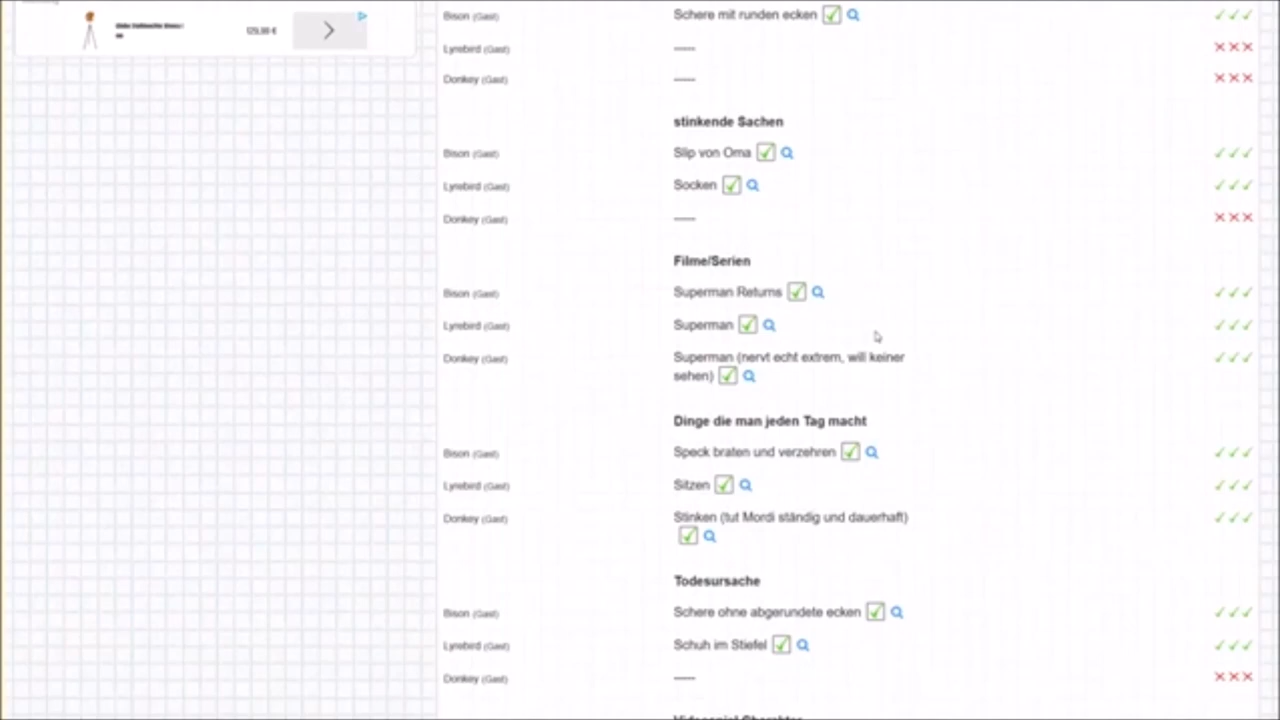 129,99 €
Bison (Gast)
Schere mit runden ecken
Lyrebird (Gast)
-----
Donkey (Gast)
-----
stinkende Sachen
Bison (Gast)
Slip von Oma
Lyrebird (Gast)
Socken
Donkey (Gast)
-----
Filme/Serien
Bison (Gast)
Superman Returns
Lyrebird (Gast)
Superman
Donkey (Gast)
Superman (nervt echt extrem, will keiner
sehen)
Dinge die man jeden Tag macht
Bison (Gast)
Speck braten und verzehren
Lyrebird (Gast)
Sitzen
Donkey (Gast)
Stinken (tut Mordi ständig und dauerhaft)
Todesursache
Bison (Gast)
Schere ohne abgerundete ecken
Lyrebird (Gast)
Schuh im Stiefel
Donkey (Gast)
-----
Videospiel Charakter